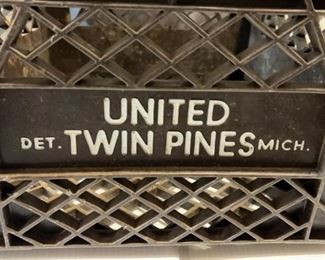 UNITED
DET. TWIN PINES MICH.